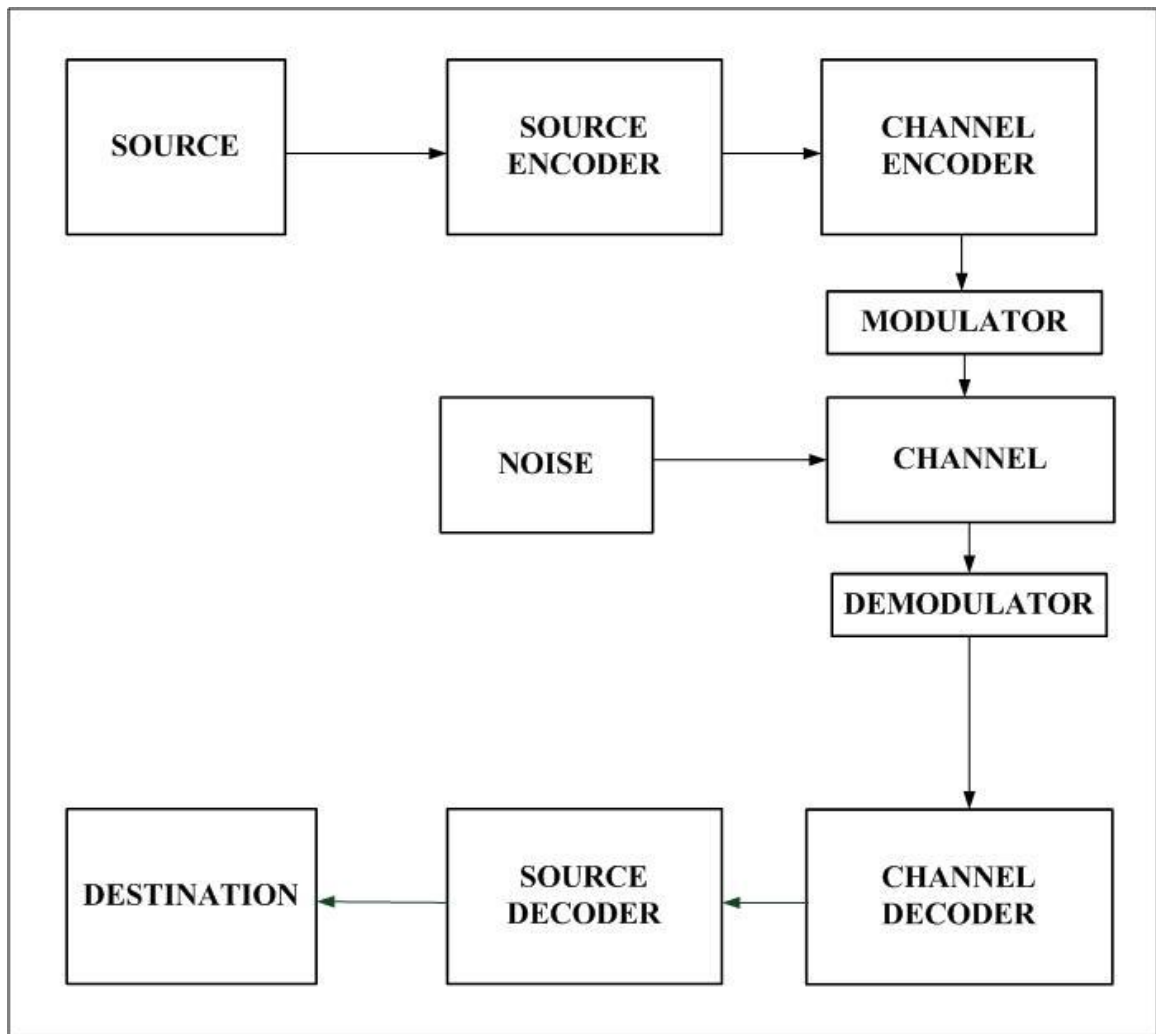 SOURCE
SOURCE
ENCODER
CHANNEL
ENCODER
MODULATOR
NOISE
CHANNEL
DEMODULATOR
DESTINATION
SOURCE
DECODER
CHANNEL
DECODER